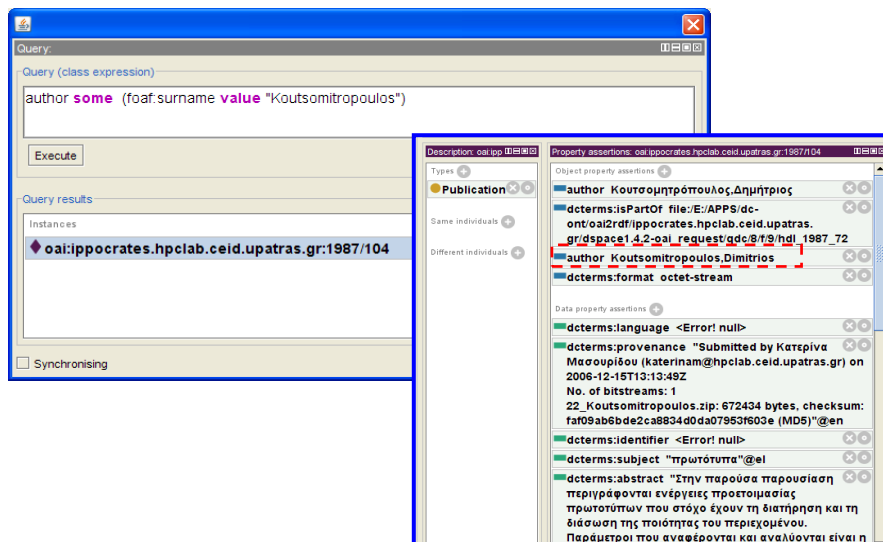 Query:
Query (class expression)
author some (foaf:surname value "Koutsomitropoulos")
Execute
Query results
Instances
oai:ippocrates.hpclab.ceid.upatras.gr:1987/104
Synchronising
Description: oai:ipp
Types
Publication
Same individuals
Different individuals
Property assertions: oai:ippocrates.hpclab.ceid.upatras.gr:1987/104
Object property assertions
author Κουτσομητρόπουλος,Δημήτριος
dcterms:isPartOf file:/E:/APPS/dc-
ont/oai2rdf/ippocrates.hpclab.ceid.upatras.
gr/dspace1.4.2-oai_request/qdc/8/f/9/hdl_1987_72
author Koutsomitropoulos,Dimitrios
dcterms:format octet-stream
Data property assertions
dcterms:language <Error! null>
dcterms:provenance "Submitted by Κατερίνα
Μασουρίδου (katerinam@hpclab.ceid.upatras.gr) on
2006-12-15T13:13:49Z
No. of bitstreams: 1
22_Koutsomitropoulos.zip: 672434 bytes, checksum:
faf09ab6bde2ca8834d0da07953f603e (MD5)"@en
dcterms:identifier <Error! null>
dcterms:subject "πρωτότυπα"@el
dcterms:abstract "Στην παρούσα παρουσίαση
περιγράφονται ενέργειες προετοιμασίας
πρωτοτύπων που στόχο έχουν τη διατήρηση και τη
διάσωση της ποιότητας του περιεχομένου.
Παράμετροι που αναφέρονται και αναλύονται είναι η